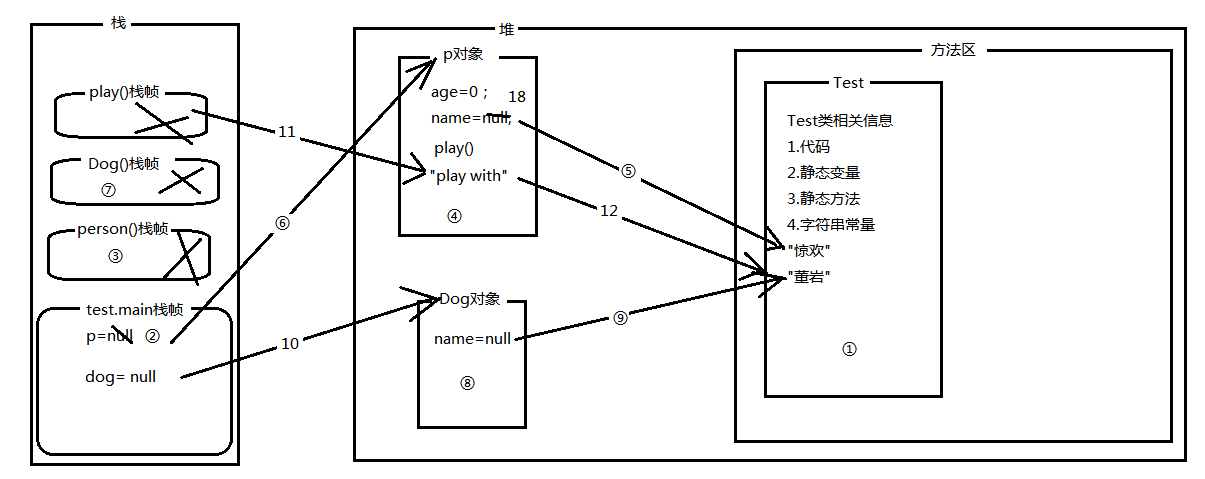 栈
play()栈帧
Dog()栈帧
⑦
person()栈帧
③
test.main栈帧
p=null ②
dog= null
11
⑥
10
堆
p对象
age=0 ;
18
name=null;
play()
"play with"
④
Dog对象
name=null
⑧
⑤
12
⑨
方法区
Test
Test类相关信息
1.代码
2.静态变量
3.静态方法
4.字符串常量
"惊欢"
"董岩"
①